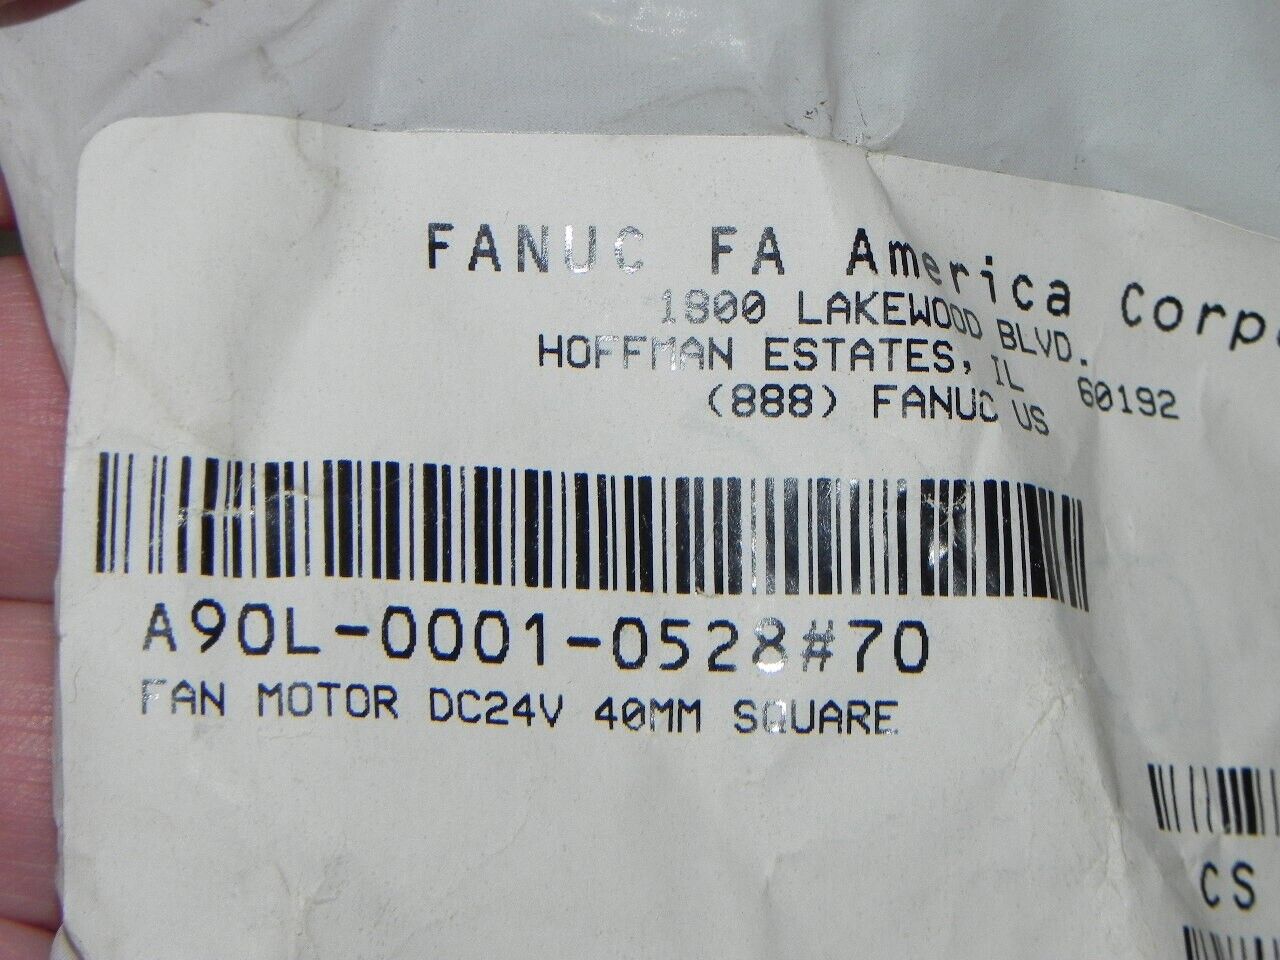 FANUC FA America Corp
1800 LAKEWOOD BLVD.
HOFFMAN ESTATES, IL 60192
(888) FANUC US
A90L-0001-0528#70
FAN MOTOR DC24V 40MM SQUARE
CS